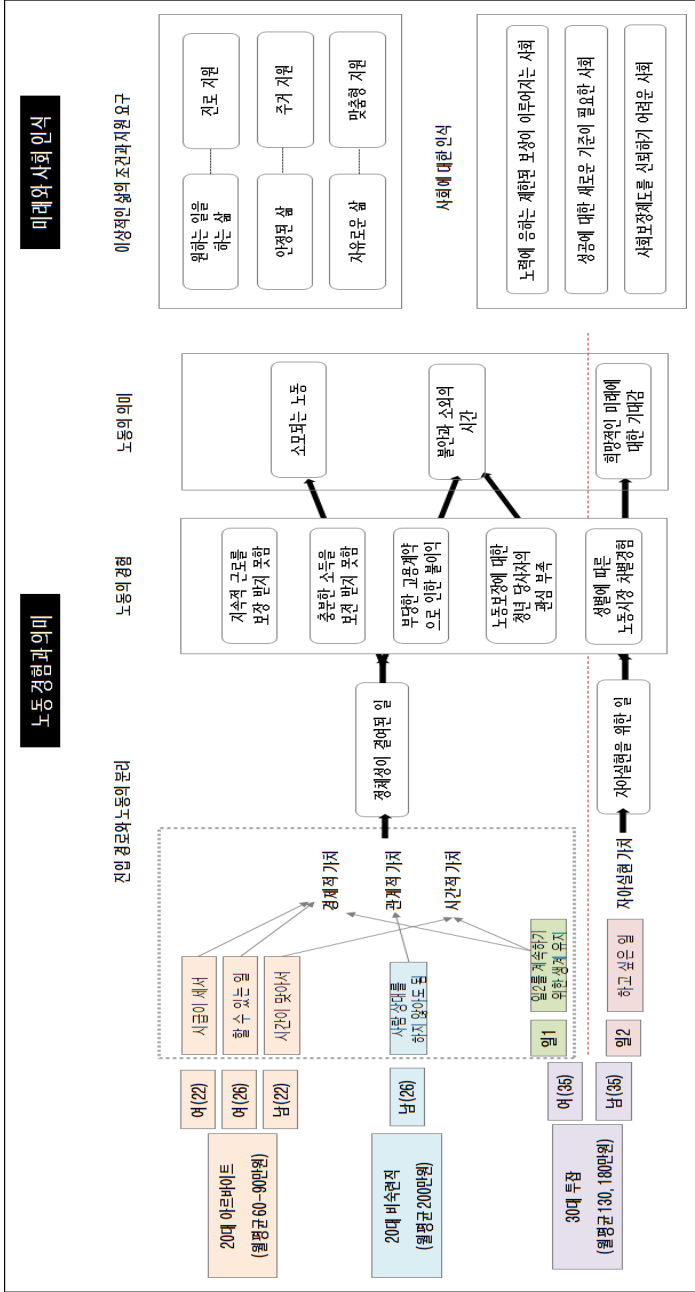 노동 경험과 의미
미래와 사회 인식
진입 경로와 노동의 분리
노동의 경험
노동의 의미
이상적인 삶의 조건과 지원 요구
20대 아르바이트
(월평균 60-90만원)
여(22)
여(26)
남(22)
시급이 세서
할 수 있는 일
시간이 맞아서
20대 비숙련직
(월평균 200만원)
남(26)
사람 상대를
하지 않아도 됨
30대 투잡
(월평균 130, 180만원)
여(35)
남(35)
일1
일2를 계속하기
위한 생계 유지
일2
하고 싶은 일
경제적 가치
관계적 가치
시간적 가치
자아실현 가치
정체성이 결여된 일
자아실현을 위한 일
지속적 근로를
보장 받지 못함
충분한 소득을
보전 받지 못함
부당한 고용계약
으로 인한 불이익
노동보장에 대한
청년 당사자의
관심 부족
성별에 따른
노동시장 차별경험
소모되는 노동
불안과 소외의
시간
희망적인 미래에
대한 기대감
원하는 일을
하는 삶
진로 지원
안정된 삶
주거 지원
자유로운 삶
맞춤형 지원
사회에 대한 인식
노력에 응하는 제한된 보상이 이루어지는 사회
성공에 대한 새로운 기준이 필요한 사회
사회보장제도를 신뢰하기 어려운 사회